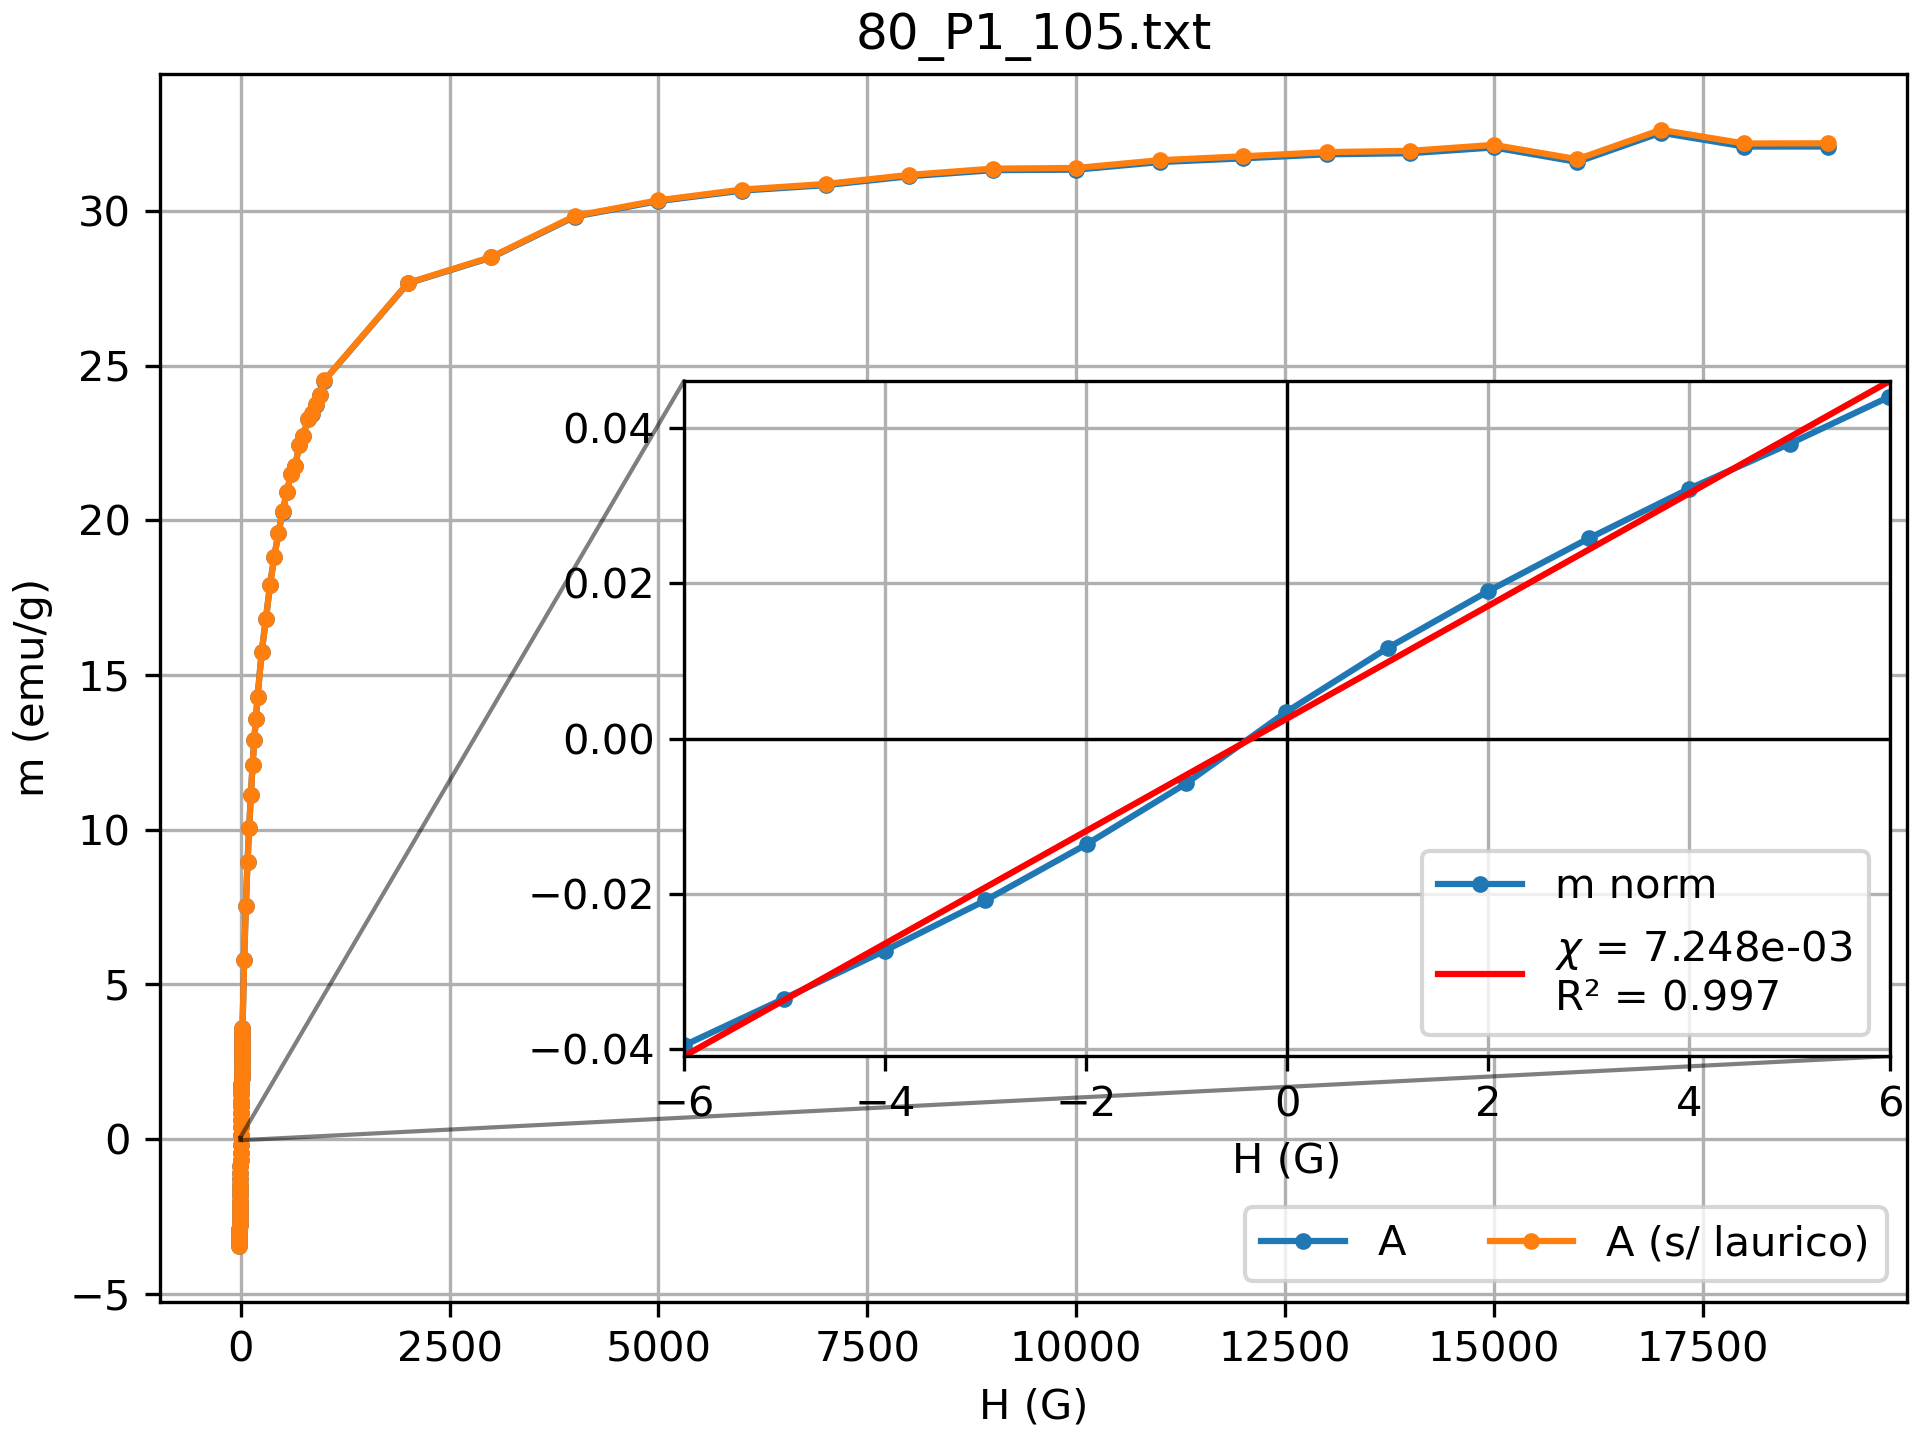 80_P1_105.txt
m (emu/g)
30
25
20
15
10
5
0
−5
0.04
0.02
0.00
−0.02
−0.04
m norm
χ = 7.248e-03
R² = 0.997
−6 −4 −2 0 2 4 6
H (G)
A A (s/ laurico)
0 2500 5000 7500 10000 12500 15000 17500
H (G)